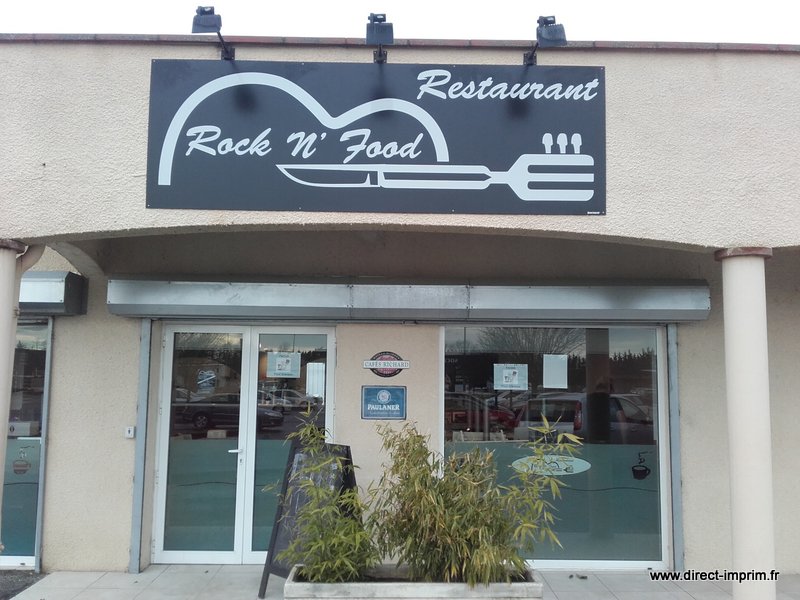 Restaurant
Rock N' Food
CAFÉS RICHARD
PAULANER
www.direct-imprim.fr